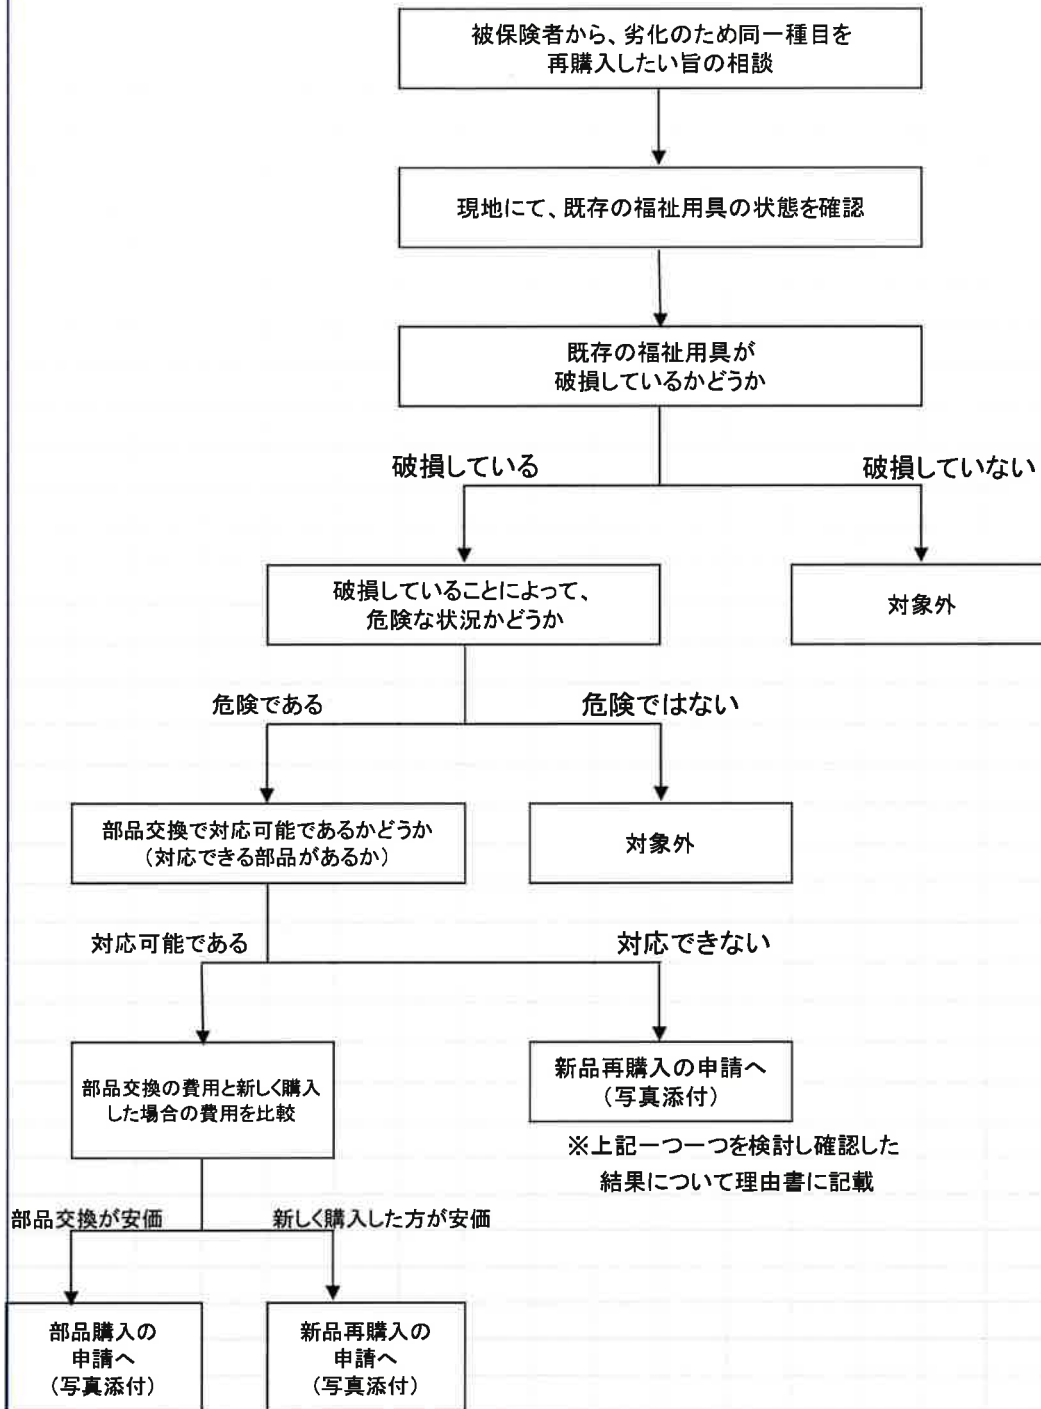 被保険者から、劣化のため同一種目を
再購入したい旨の相談
現地にて、既存の福祉用具の状態を確認
既存の福祉用具が
破損しているかどうか
破損している
破損していない
破損していることによって、
危険な状況かどうか
対象外
危険である
危険ではない
部品交換で対応可能であるかどうか
（対応できる部品があるか）
対象外
対応可能である
対応できない
部品交換の費用と新しく購入
した場合の費用を比較
新品再購入の申請へ
（写真添付）
※上記一つ一つを検討し確認した
結果について理由書に記載
部品交換が安価
新しく購入した方が安価
部品購入の
申請へ
（写真添付）
新品再購入の
申請へ
（写真添付）